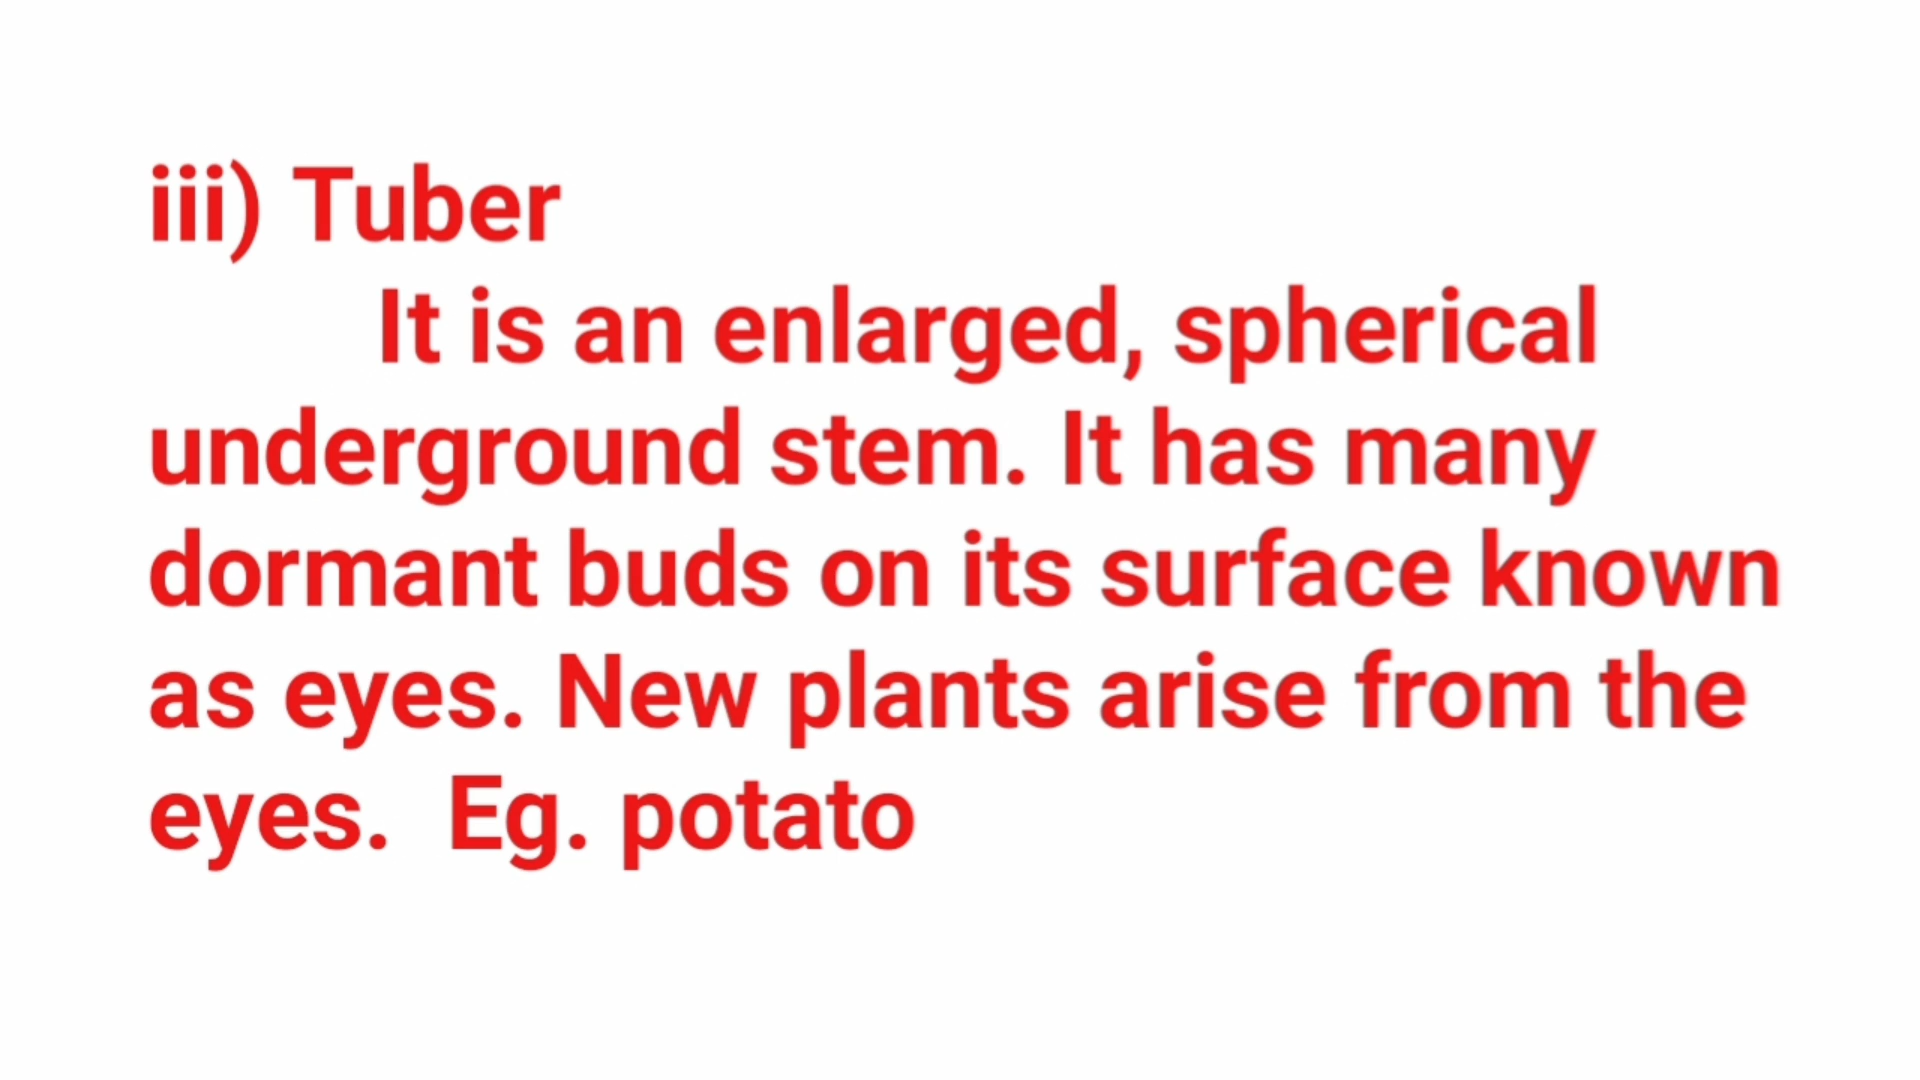 iii) Tuber
It is an enlarged, spherical
underground stem. It has many
dormant buds on its surface known
as eyes. New plants arise from the
eyes.  Eg. potato